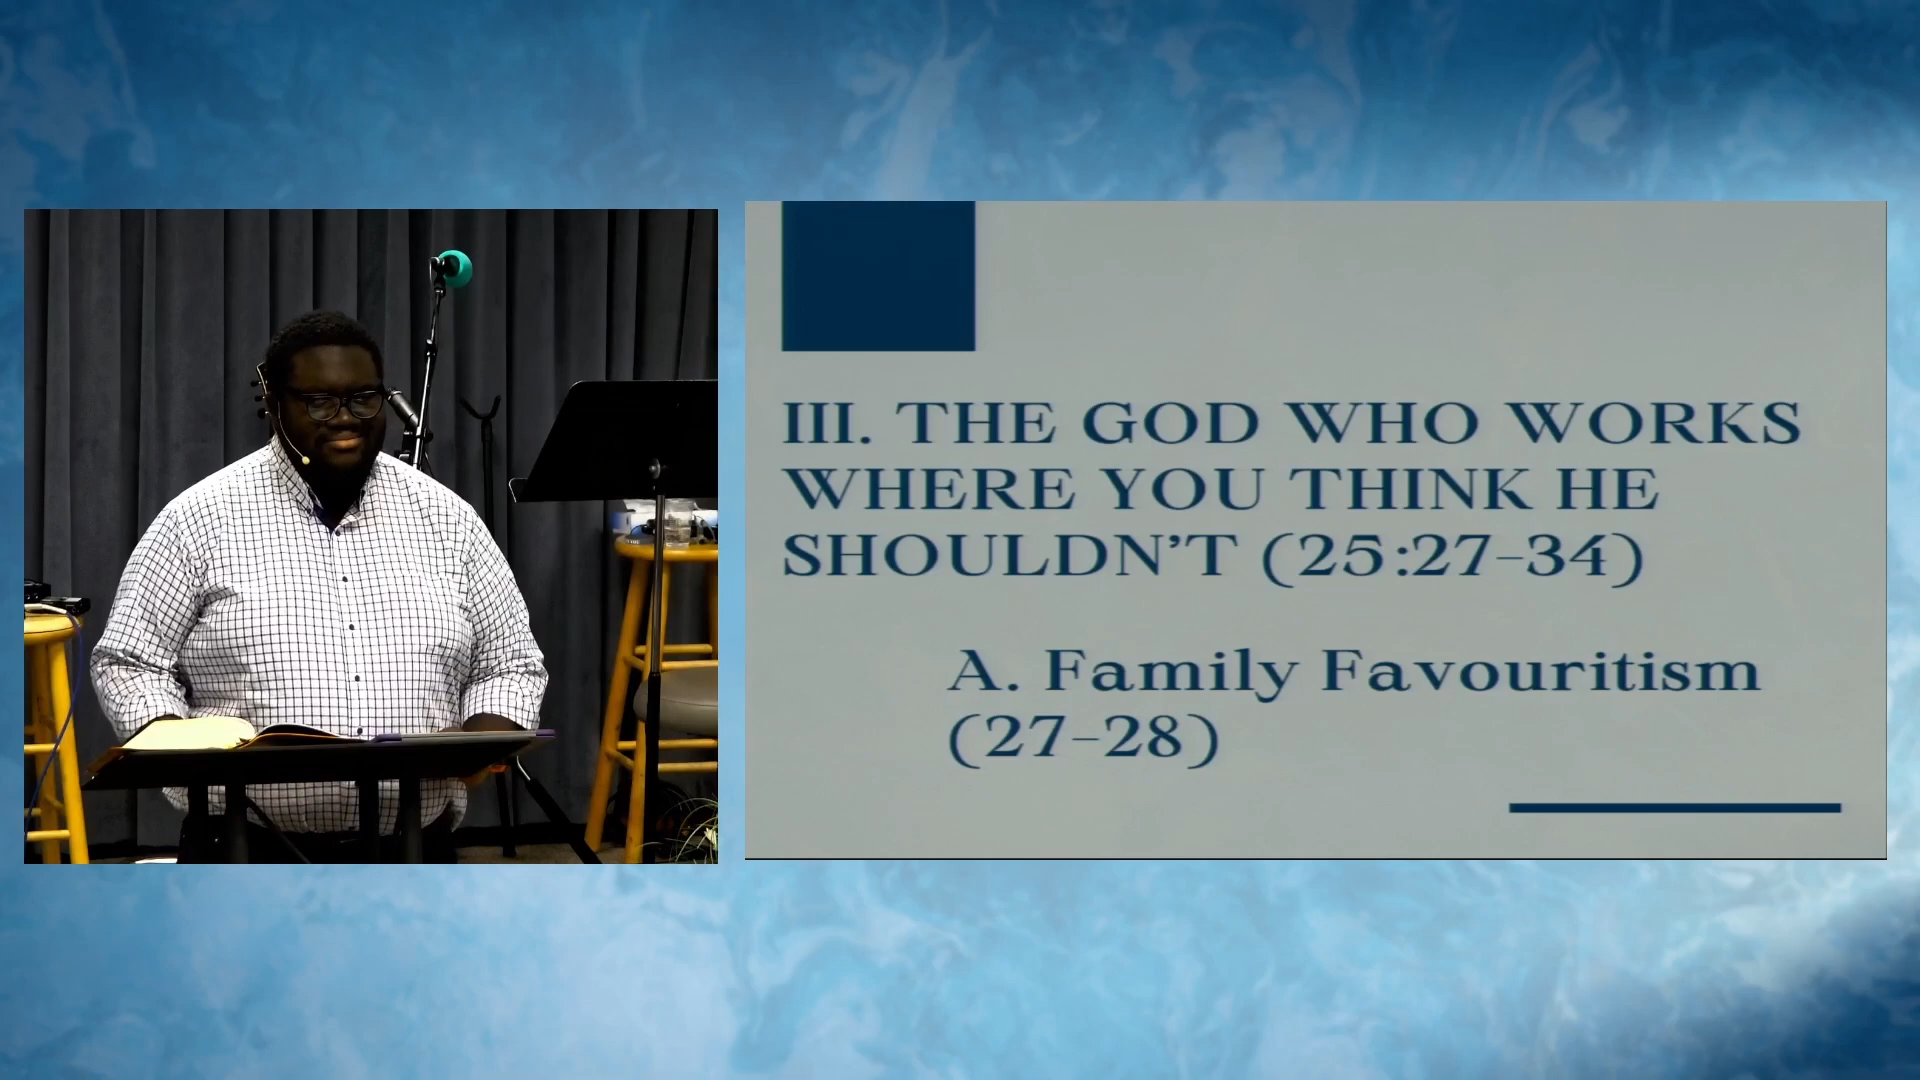 III. THE GOD WHO WORKS
WHERE YOU THINK HE
SHOULDN’T (25:27–34)
A. Family Favouritism
(27–28)